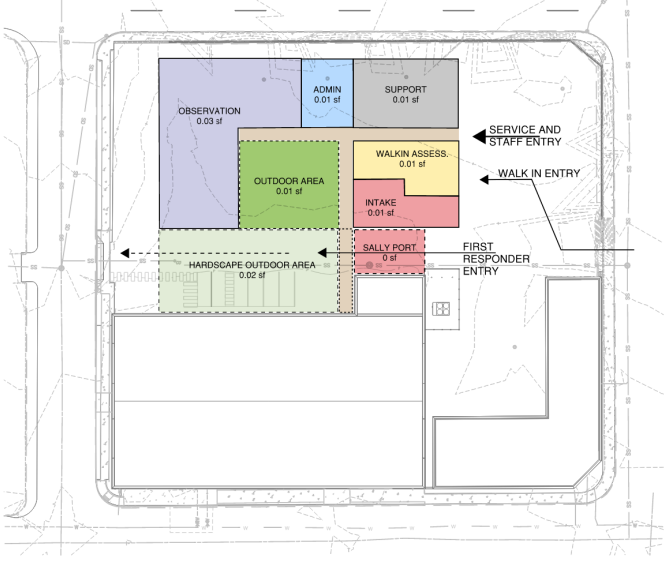 OBSERVATION
0.03 sf
ADMIN
0.01 sf
SUPPORT
0.01 sf
SERVICE AND
STAFF ENTRY
WALKIN ASSESS.
0.01 sf
WALK IN ENTRY
OUTDOOR AREA
0.01 sf
INTAKE
0.01 sf
SALLY PORT
0 sf
FIRST
RESPONDER
ENTRY
HARDSCAPE OUTDOOR AREA
0.02 sf